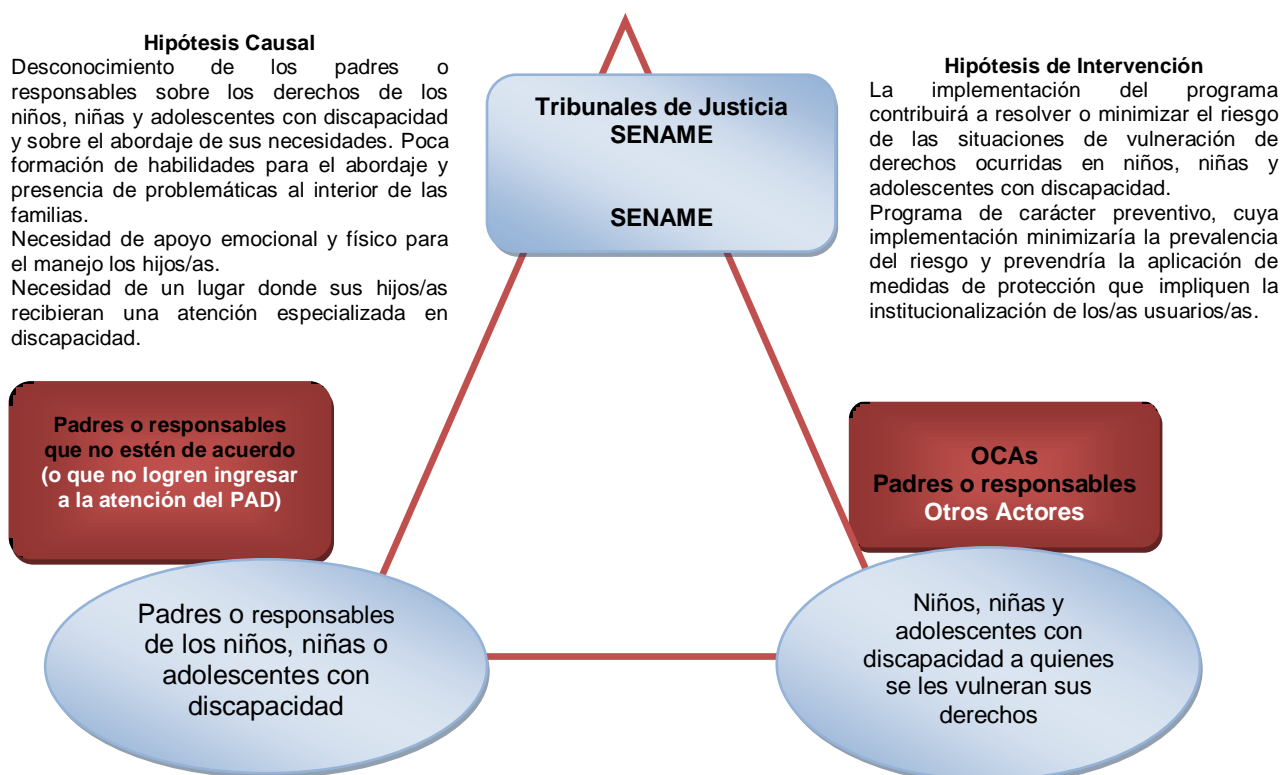 Hipótesis Causal
Desconocimiento de los padres o
responsables sobre los derechos de los
niños, niñas y adolescentes con discapacidad
y sobre el abordaje de sus necesidades. Poca
formación de habilidades para el abordaje y
presencia de problemáticas al interior de las
familias.
Necesidad de apoyo emocional y físico para
el manejo los hijos/as.
Necesidad de un lugar donde sus hijos/as
recibieran una atención especializada en
discapacidad.
Tribunales de Justicia
SENAME
SENAME
Hipótesis de Intervención
La implementación del programa
contribuirá a resolver o minimizar el riesgo
de las situaciones de vulneración de
derechos ocurridas en niños, niñas y
adolescentes con discapacidad.
Programa de carácter preventivo, cuya
implementación minimizaría la prevalencia
del riesgo y prevendría la aplicación de
medidas de protección que impliquen la
institucionalización de los/as usuarios/as.
Padres o responsables
que no estén de acuerdo
(o que no logren ingresar
a la atención del PAD)
OCAs
Padres o responsables
Otros Actores
Padres o responsables
de los niños, niñas o
adolescentes con
discapacidad
Niños, niñas y
adolescentes con
discapacidad a quienes
se les vulneran sus
derechos